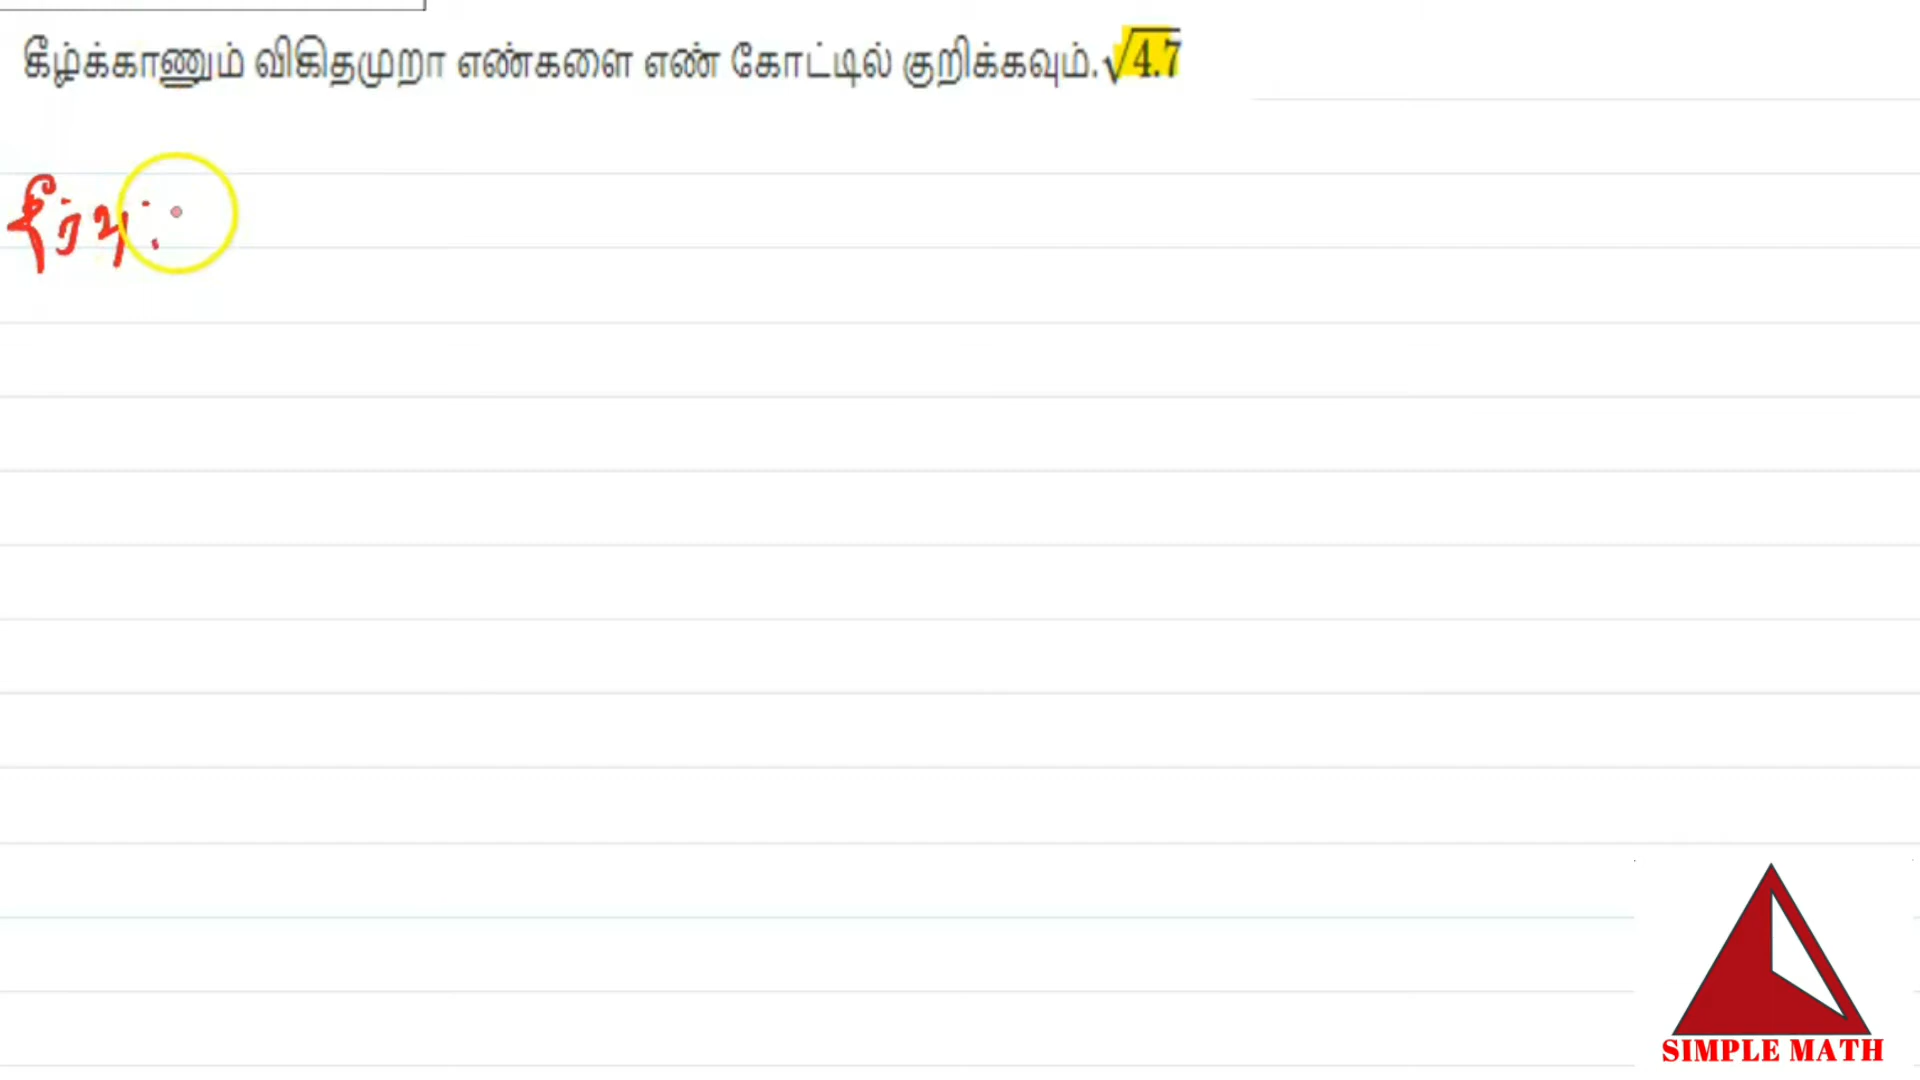 கீழ்க்காணும் விகிதமுறா எண்களை எண் கோட்டில் குறிக்கவும்.√4.7
தீர்வு:
SIMPLE MATH